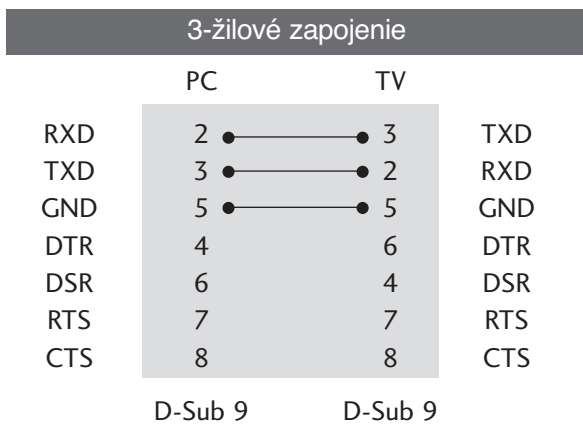 3-žilové zapojenie
PC TV
RXD 2 3 TXD
TXD 3 2 RXD
GND 5 5 GND
DTR 4 6 DTR
DSR 6 4 DSR
RTS 7 7 RTS
CTS 8 8 CTS
D-Sub 9 D-Sub 9